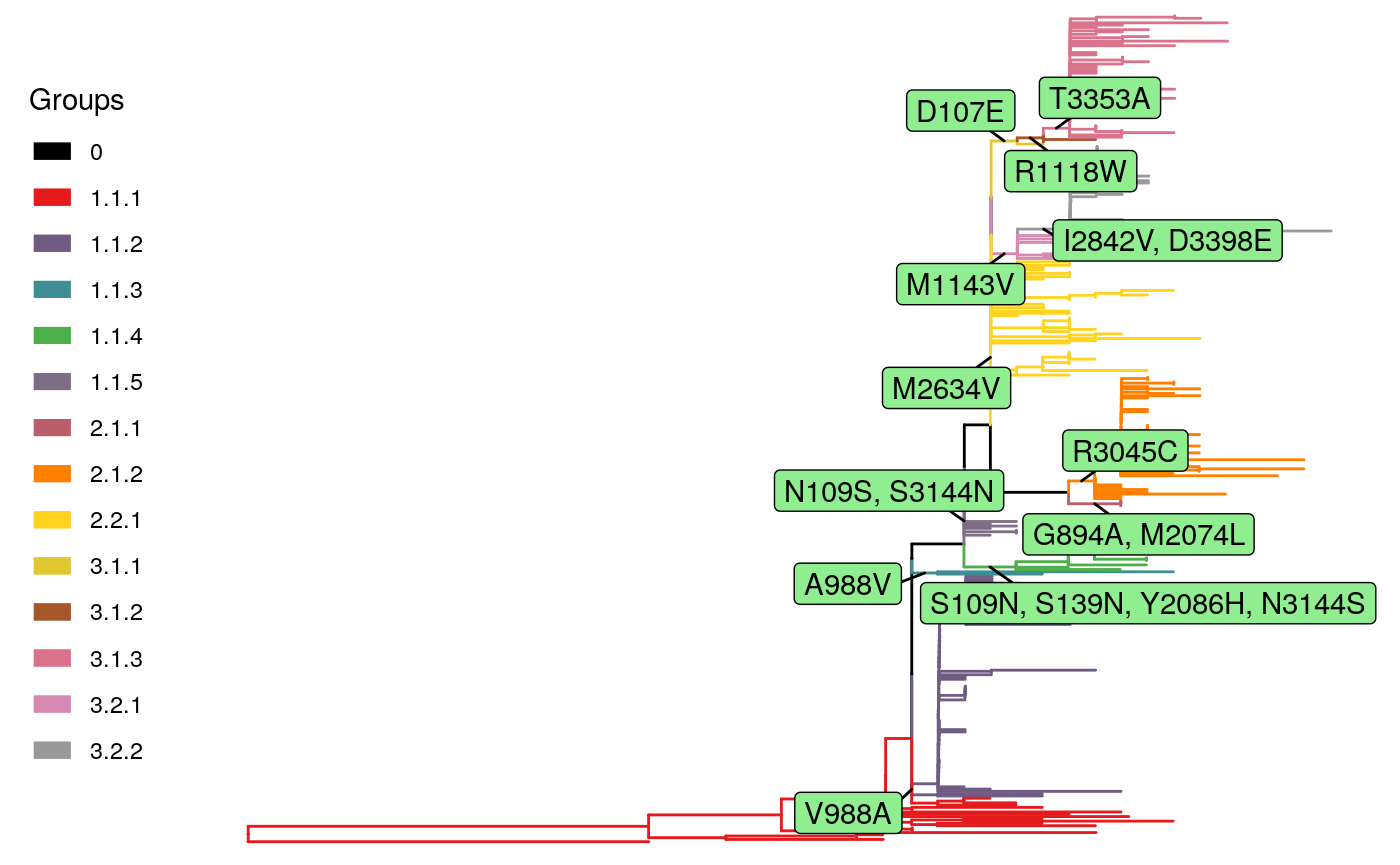 Groups
0
1.1.1
1.1.2
1.1.3
1.1.4
1.1.5
2.1.1
2.1.2
2.2.1
3.1.1
3.1.2
3.1.3
3.2.1
3.2.2
T3353A
D107E
R1118W
I2842V, D3398E
M1143V
M2634V
R3045C
N109S, S3144N
G894A, M2074L
A988V
S109N, S139N, Y2086H, N3144S
V988A